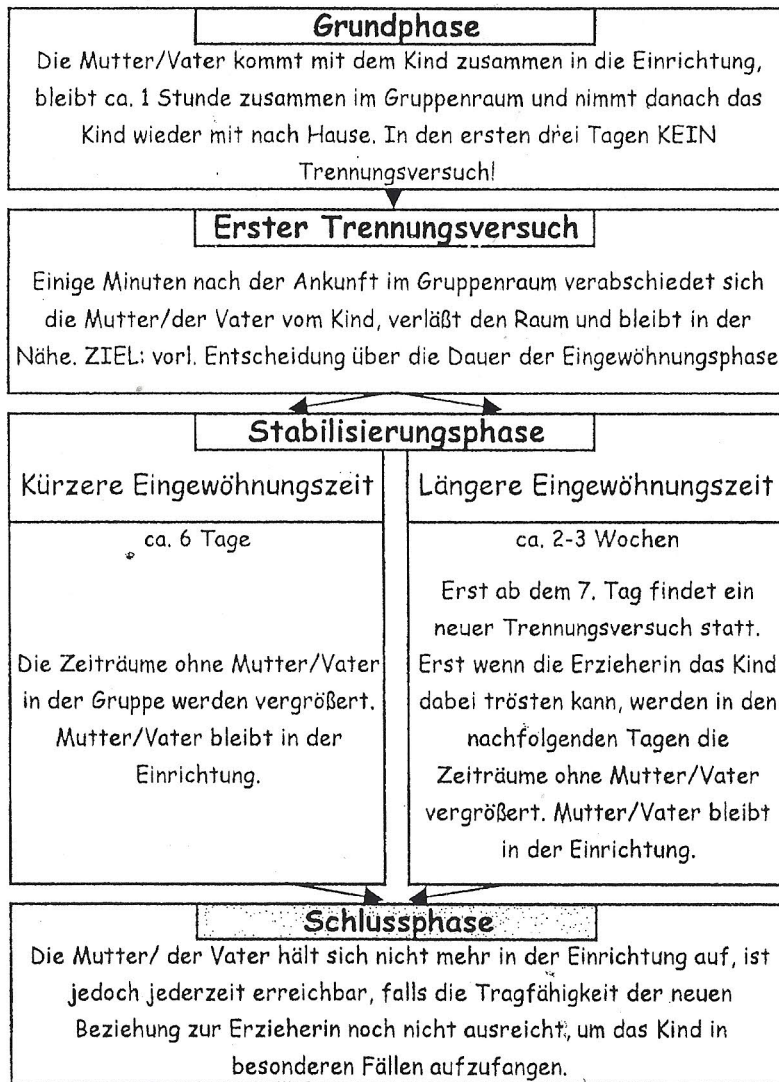 Grundphase
Die Mutter/Vater kommt mit dem Kind zusammen in die Einrichtung,
bleibt ca. 1 Stunde zusammen im Gruppenraum und nimmt danach das
Kind wieder mit nach Hause. In den ersten drei Tagen KEIN
Trennungsversuch!
Erster Trennungsversuch
Einige Minuten nach der Ankunft im Gruppenraum verabschiedet sich
die Mutter/der Vater vom Kind, verläßt den Raum und bleibt in der
Nähe. ZIEL: vorl. Entscheidung über die Dauer der Eingewöhnungsphase
Stabilisierungsphase
Kürzere Eingewöhnungszeit
ca. 6 Tage
Die Zeiträume ohne Mutter/Vater
in der Gruppe werden vergrößert.
Mutter/Vater bleibt in der
Einrichtung.
Längere Eingewöhnungszeit
ca. 2-3 Wochen
Erst ab dem 7. Tag findet ein
neuer Trennungsversuch statt.
Erst wenn die Erzieherin das Kind
dabei trösten kann, werden in den
nachfolgenden Tagen die
Zeiträume ohne Mutter/Vater
vergrößert. Mutter/Vater bleibt
in der Einrichtung.
Schlussphase
Die Mutter/ der Vater hält sich nicht mehr in der Einrichtung auf, ist
jedoch jederzeit erreichbar, falls die Tragfähigkeit der neuen
Beziehung zur Erzieherin noch nicht ausreicht, um das Kind in
besonderen Fällen aufzufangen.